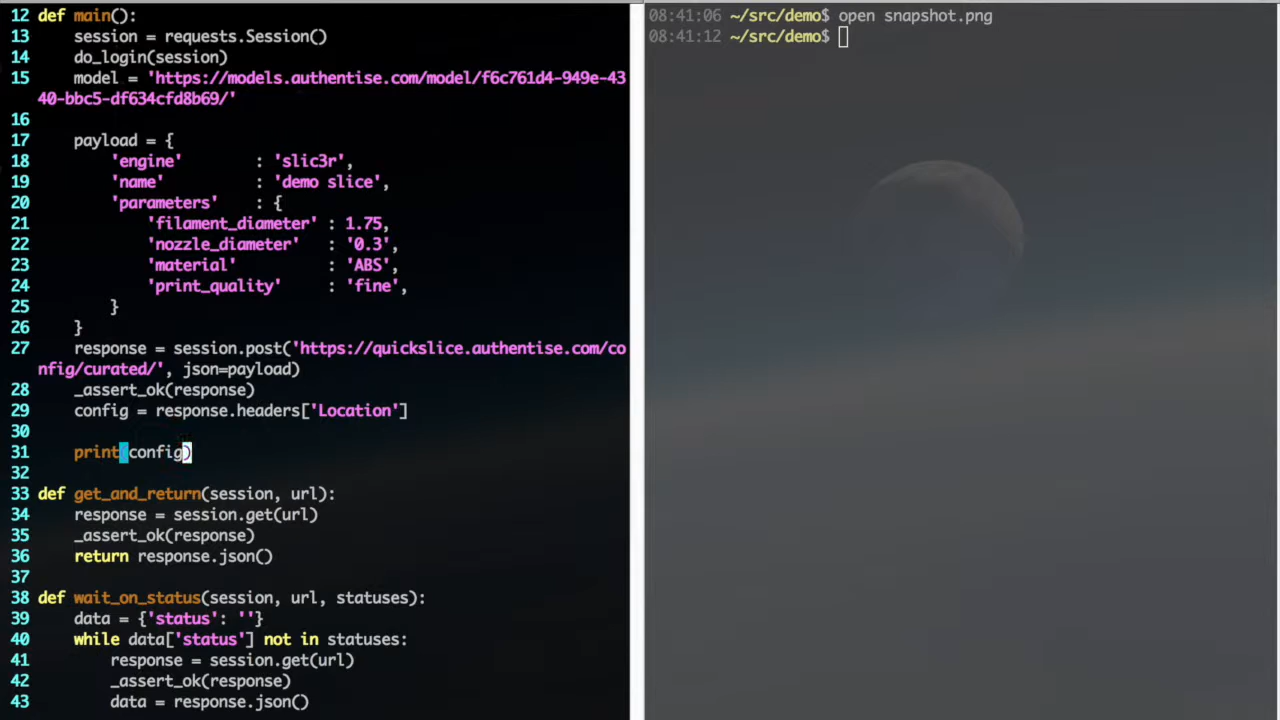 12 def main():
13     session = requests.Session()
14     do_login(session)
15     model = 'https://models.authentise.com/model/f6c761d4-949e-43
40-bbc5-df634cfd8b69/'
16
17     payload = {
18         'engine'        : 'slic3r',
19         'name'          : 'demo slice',
20         'parameters'    : {
21             'filament_diameter' : 1.75,
22             'nozzle_diameter'   : '0.3',
23             'material'          : 'ABS',
24             'print_quality'     : 'fine',
25         }
26     }
27     response = session.post('https://quickslice.authentise.com/co
nfig/curated/', json=payload)
28     _assert_ok(response)
29     config = response.headers['Location']
30
31     print(config)
32
33 def get_and_return(session, url):
34     response = session.get(url)
35     _assert_ok(response)
36     return response.json()
37
38 def wait_on_status(session, url, statuses):
39     data = {'status': ''}
40     while data['status'] not in statuses:
41         response = session.get(url)
42         _assert_ok(response)
43         data = response.json()
08:41:06 ~/src/demo$ open snapshot.png
08:41:12 ~/src/demo$